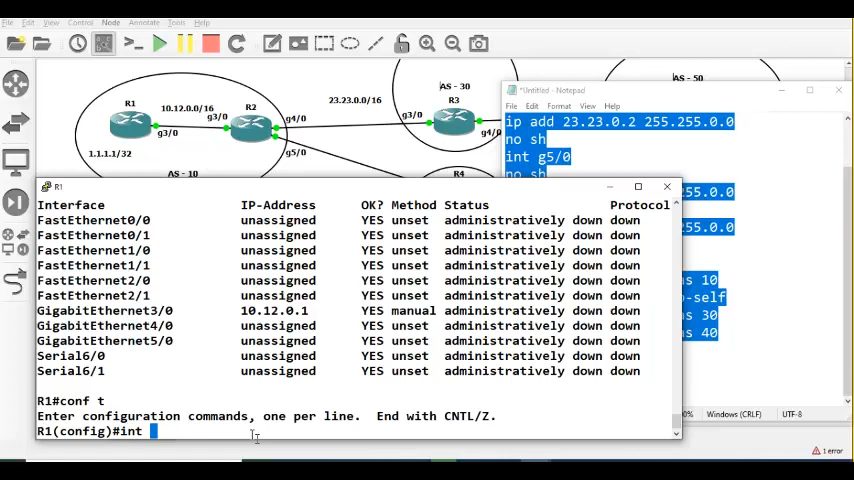 File Edit View Control Node Annotate Tools Help
AS - 50
AS - 30
R1
10.12.0.0/16
R2
23.23.0.0/16
R3
g3/0
g3/0
g4/0
g3/0
g4/0
g5/0
1.1.1.1/32
R4
AS - 10
*Untitled - Notepad
File Edit Format View Help
ip add 23.23.0.2 255.255.0.0
no sh
int g5/0
no sh
255.255.0.0
255.255.0.0
as 10
p-self
as 30
as 40
Windows (CRLF) UTF-8
R1
Interface IP-Address OK? Method Status Protocol
FastEthernet0/0 unassigned YES unset administratively down down
FastEthernet0/1 unassigned YES unset administratively down down
FastEthernet1/0 unassigned YES unset administratively down down
FastEthernet1/1 unassigned YES unset administratively down down
FastEthernet2/0 unassigned YES unset administratively down down
FastEthernet2/1 unassigned YES unset administratively down down
GigabitEthernet3/0 10.12.0.1 YES manual administratively down down
GigabitEthernet4/0 unassigned YES unset administratively down down
GigabitEthernet5/0 unassigned YES unset administratively down down
Serial6/0 unassigned YES unset administratively down down
Serial6/1 unassigned YES unset administratively down down
R1#conf t
Enter configuration commands, one per line. End with CNTL/Z.
R1(config)#int
1 error